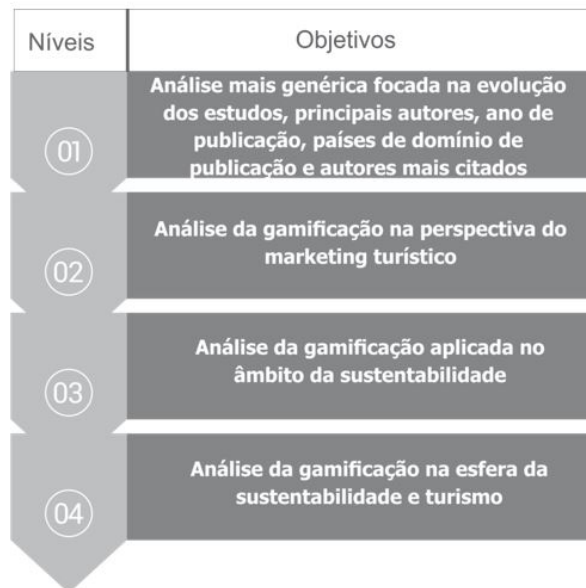 Níveis
Objetivos
01
Análise mais genérica focada na evolução
dos estudos, principais autores, ano de
publicação, países de domínio de
publicação e autores mais citados
02
Análise da gamificação na perspectiva do
marketing turístico
03
Análise da gamificação aplicada no
âmbito da sustentabilidade
04
Análise da gamificação na esfera da
sustentabilidade e turismo